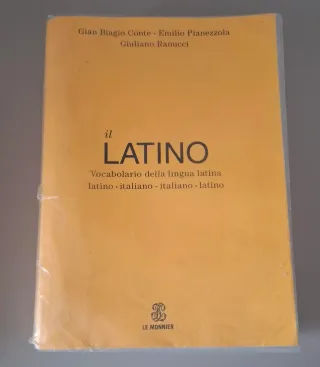 Gian Biagio Conte - Emilio Pianezzola
Giuliano Ranucci
il
LATINO
Vocabolario della lingua latina
latino - italiano - italiano - latino
LE MONNIER